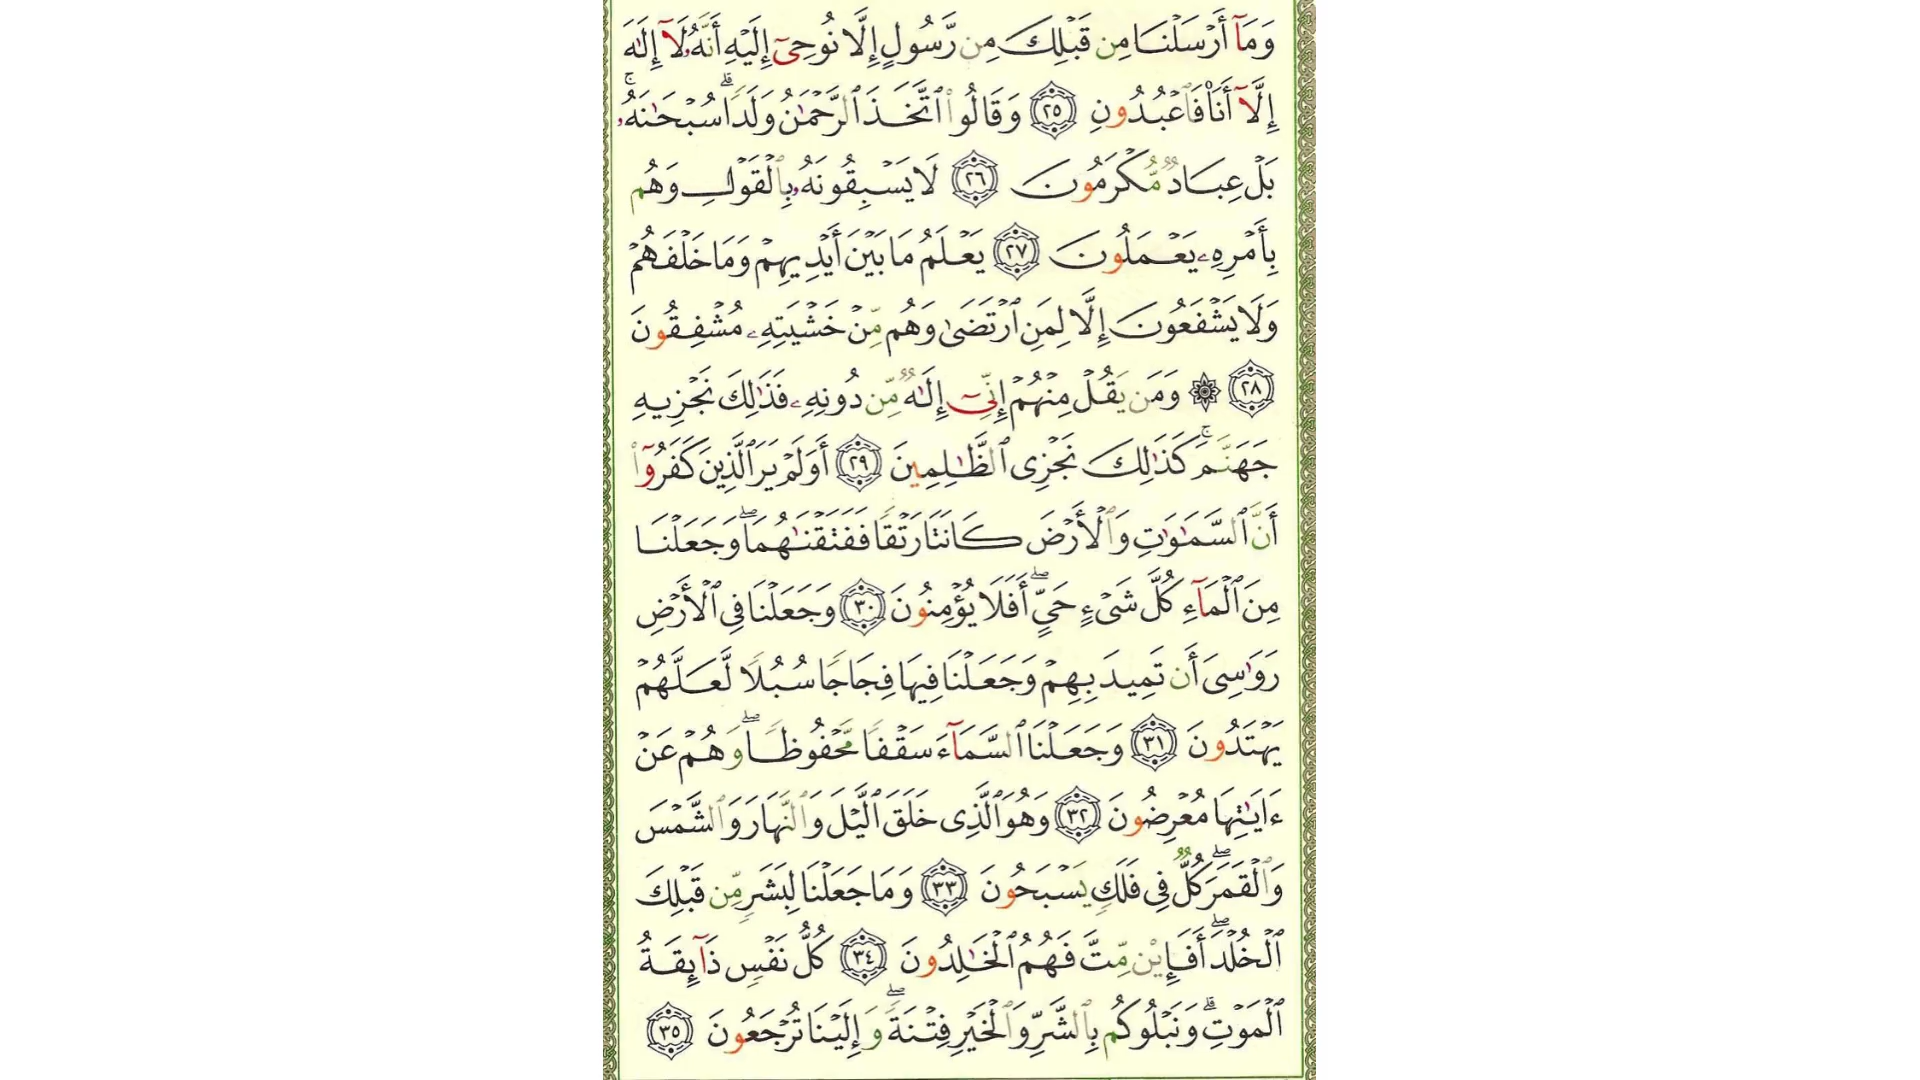 وَمَآ أَرۡسَلۡنَا مِن قَبۡلِكَ مِن رَّسُولٍ إِلَّا نُوحِيٓ إِلَيۡهِ أَنَّهُۥ لَآ إِلَٰهَ
إِلَّآ أَنَا۠ فَٱعۡبُدُونِ ٢٥ وَقَالُواْ ٱتَّخَذَ ٱلرَّحۡمَٰنُ وَلَدٗاۗ سُبۡحَٰنَهُۥۚ
بَلۡ عِبَادٞ مُّكۡرَمُونَ ٢٦ لَا يَسۡبِقُونَهُۥ بِٱلۡقَوۡلِ وَهُم
بِأَمۡرِهِۦ يَعۡمَلُونَ ٢٧ يَعۡلَمُ مَا بَيۡنَ أَيۡدِيهِمۡ وَمَا خَلۡفَهُمۡ
وَلَا يَشۡفَعُونَ إِلَّا لِمَنِ ٱرۡتَضَىٰ وَهُم مِّنۡ خَشۡيَتِهِۦ مُشۡفِقُونَ
٢٨ ۞ وَمَن يَقُلۡ مِنۡهُمۡ إِنِّيٓ إِلَٰهٞ مِّن دُونِهِۦ فَذَٰلِكَ نَجۡزِيهِ
جَهَنَّمَۚ كَذَٰلِكَ نَجۡزِي ٱلظَّٰلِمِينَ ٢٩ أَوَلَمۡ يَرَ ٱلَّذِينَ كَفَرُوٓاْ
أَنَّ ٱلسَّمَٰوَٰتِ وَٱلۡأَرۡضَ كَانَتَا رَتۡقٗا فَفَتَقۡنَٰهُمَاۖ وَجَعَلۡنَا
مِنَ ٱلۡمَآءِ كُلَّ شَيۡءٍ حَيٍّۖ أَفَلَا يُؤۡمِنُونَ ٣٠ وَجَعَلۡنَا فِي ٱلۡأَرۡضِ
رَوَٰسِيَ أَن تَمِيدَ بِهِمۡ وَجَعَلۡنَا فِيهَا فِجَاجٗا سُبُلٗا لَّعَلَّهُمۡ
يَهۡتَدُونَ ٣١ وَجَعَلۡنَا ٱلسَّمَآءَ سَقۡفٗا مَّحۡفُوظٗاۖ وَهُمۡ عَنۡ
ءَايَٰتِهَا مُعۡرِضُونَ ٣٢ وَهُوَ ٱلَّذِي خَلَقَ ٱلَّيۡلَ وَٱلنَّهَارَ وَٱلشَّمۡسَ
وَٱلۡقَمَرَۖ كُلّٞ فِي فَلَكٖ يَسۡبَحُونَ ٣٣ وَمَا جَعَلۡنَا لِبَشَرٖ مِّن قَبۡلِكَ
ٱلۡخُلۡدَۖ أَفَإِيْن مِّتَّ فَهُمُ ٱلۡخَٰلِدُونَ ٣٤ كُلُّ نَفۡسٖ ذَآئِقَةُ
ٱلۡمَوۡتِۗ وَنَبۡلُوكُم بِٱلشَّرِّ وَٱلۡخَيۡرِ فِتۡنَةٗۖ وَإِلَيۡنَا تُرۡجَعُونَ ٣٥